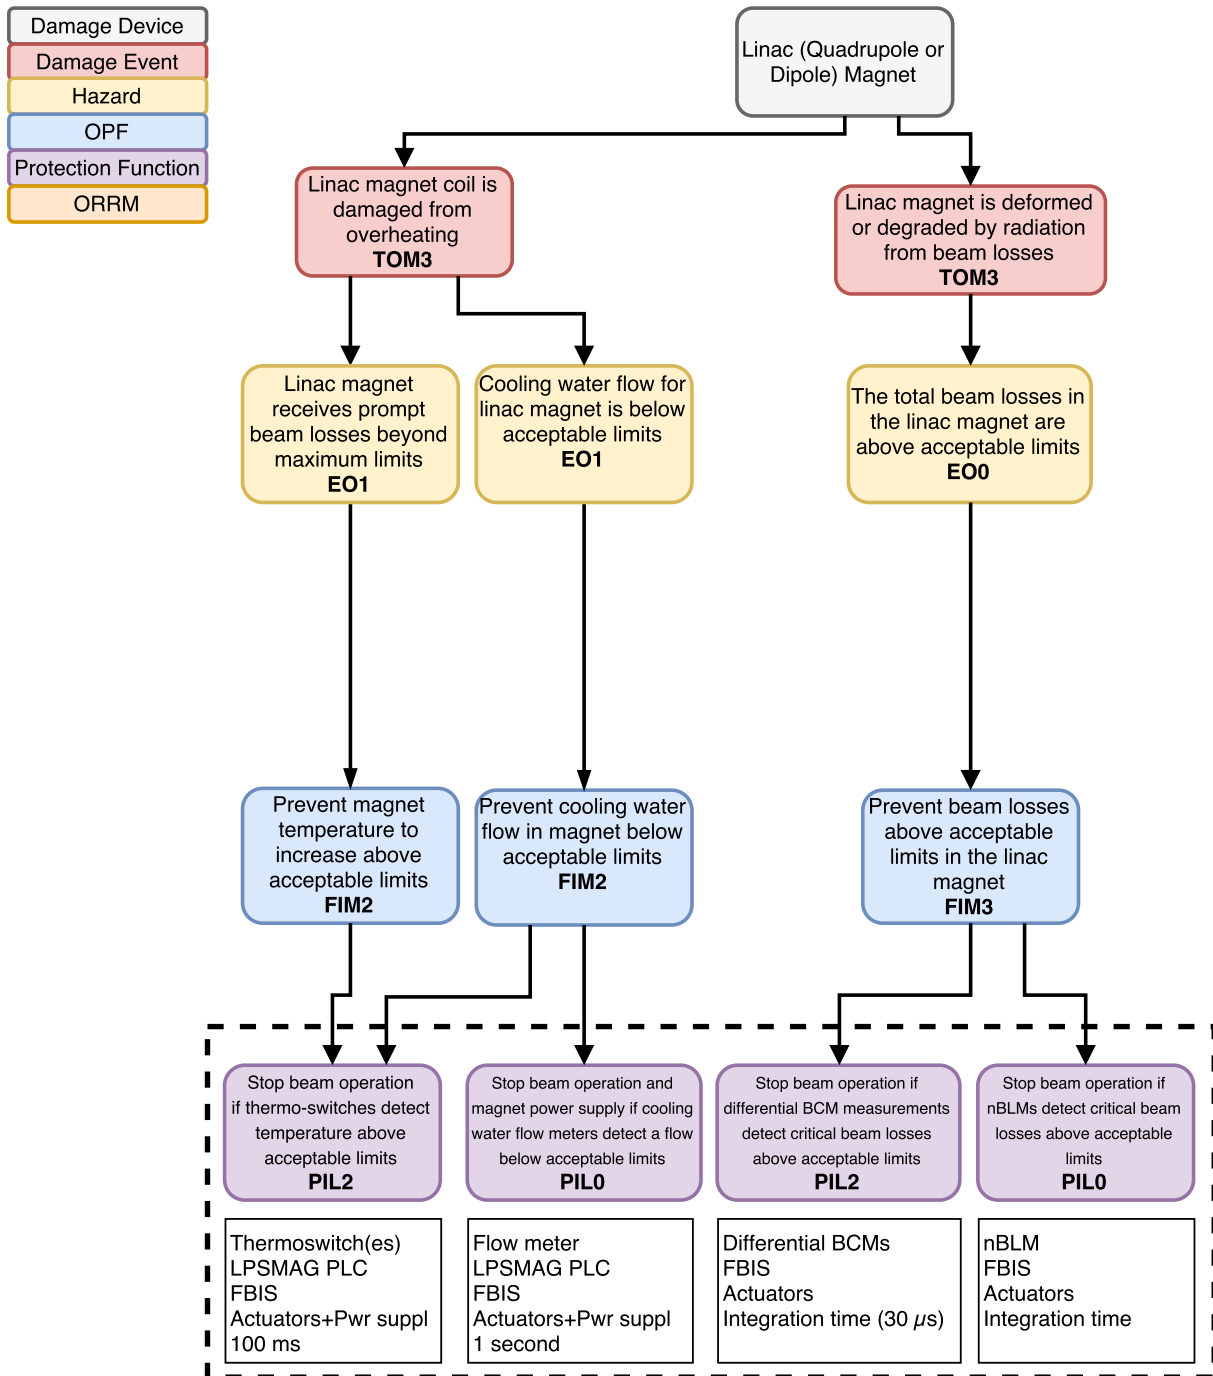 Damage Device
Damage Event
Hazard
OPF
Protection Function
ORRM
Linac (Quadrupole or
Dipole) Magnet
Linac magnet coil is
damaged from
overheating
TOM3
Linac magnet is deformed
or degraded by radiation
from beam losses
TOM3
Linac magnet
receives prompt
beam losses beyond
maximum limits
EO1
Cooling water flow for
linac magnet is below
acceptable limits
EO1
The total beam losses in
the linac magnet are
above acceptable limits
EO0
Prevent magnet
temperature to
increase above
acceptable limits
FIM2
Prevent cooling water
flow in magnet below
acceptable limits
FIM2
Prevent beam losses
above acceptable
limits in the linac
magnet
FIM3
Stop beam operation
if thermo-switches detect
temperature above
acceptable limits
PIL2
Stop beam operation and
magnet power supply if cooling
water flow meters detect a flow
below acceptable limits
PIL0
Stop beam operation if
differential BCM measurements
detect critical beam losses
above acceptable limits
PIL2
Stop beam operation if
nBLMs detect critical beam
losses above acceptable
limits
PIL0
Thermoswitch(es)
LPSMAG PLC
FBIS
Actuators+Pwr suppl
100 ms
Flow meter
LPSMAG PLC
FBIS
Actuators+Pwr suppl
1 second
Differential BCMs
FBIS
Actuators
Integration time (30 µs)
nBLM
FBIS
Actuators
Integration time